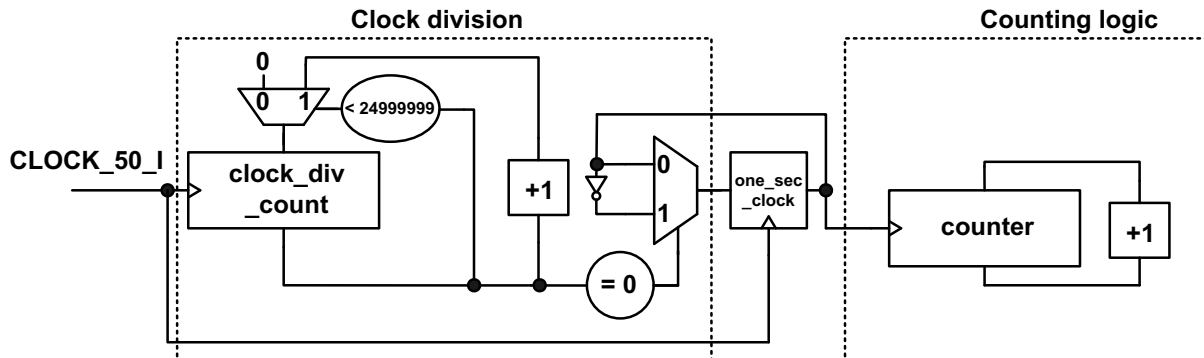 Clock division
Counting logic
0
0 1
< 24999999
CLOCK_50_I
clock_div
_count
+1
0
1
one_sec
_clock
counter
+1
= 0